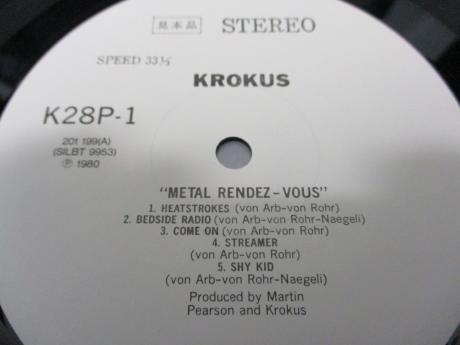 見本品 STEREO
SPEED 33 1/3
KROKUS
K28P-1
201 199(A)
(SILBT 9953)
Ⓟ 1980
"METAL RENDEZ-VOUS"
1. HEATSTROKES (von Arb-von Rohr)
2. BEDSIDE RADIO (von Arb-von Rohr-Naegeli)
3. COME ON (von Arb-von Rohr)
4. STREAMER
(von Arb-von Rohr)
5. SHY KID
(von Arb-von Rohr-Naegeli)
Produced by Martin
Pearson and Krokus